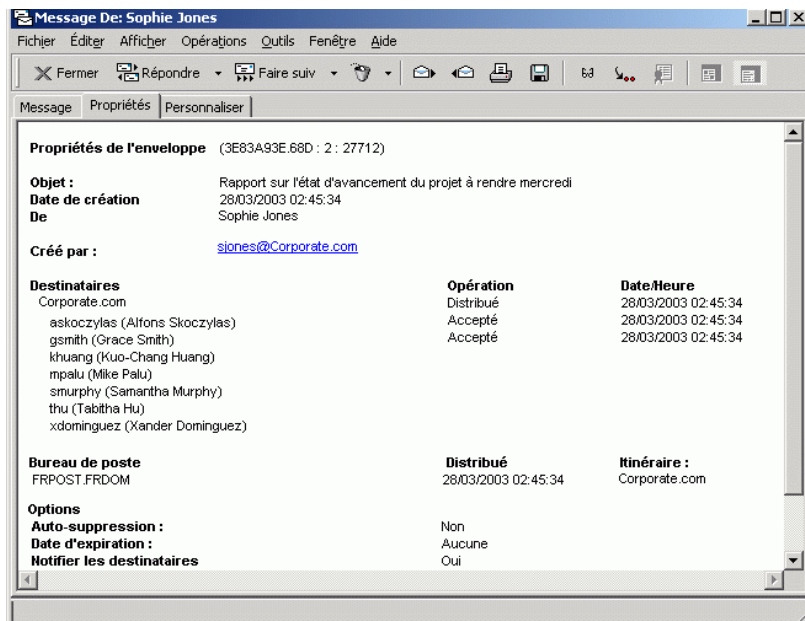 Message De: Sophie Jones
Fichier Éditer Afficher Opérations Outils Fenêtre Aide
Fermer Répondre Faire suiv
Message Propriétés Personnaliser
Propriétés de l'enveloppe (3E83A93E.68D : 2 : 27712)
Objet : Rapport sur l'état d'avancement du projet à rendre mercredi
Date de création 28/03/2003 02:45:34
De Sophie Jones
Créé par : sjones@Corporate.com
Destinataires Opération Date/Heure
Corporate.com Distribué 28/03/2003 02:45:34
askoczylas (Alfons Skoczylas) Accepté 28/03/2003 02:45:34
gsmith (Grace Smith) Accepté 28/03/2003 02:45:34
khuang (Kuo-Chang Huang)
mpalu (Mike Palu)
smurphy (Samantha Murphy)
thu (Tabitha Hu)
xdominguez (Xander Dominguez)
Bureau de poste Distribué Itinéraire :
FRPOST.FRDOM 28/03/2003 02:45:34 Corporate.com
Options
Auto-suppression : Non
Date d'expiration : Aucune
Notifier les destinataires Oui